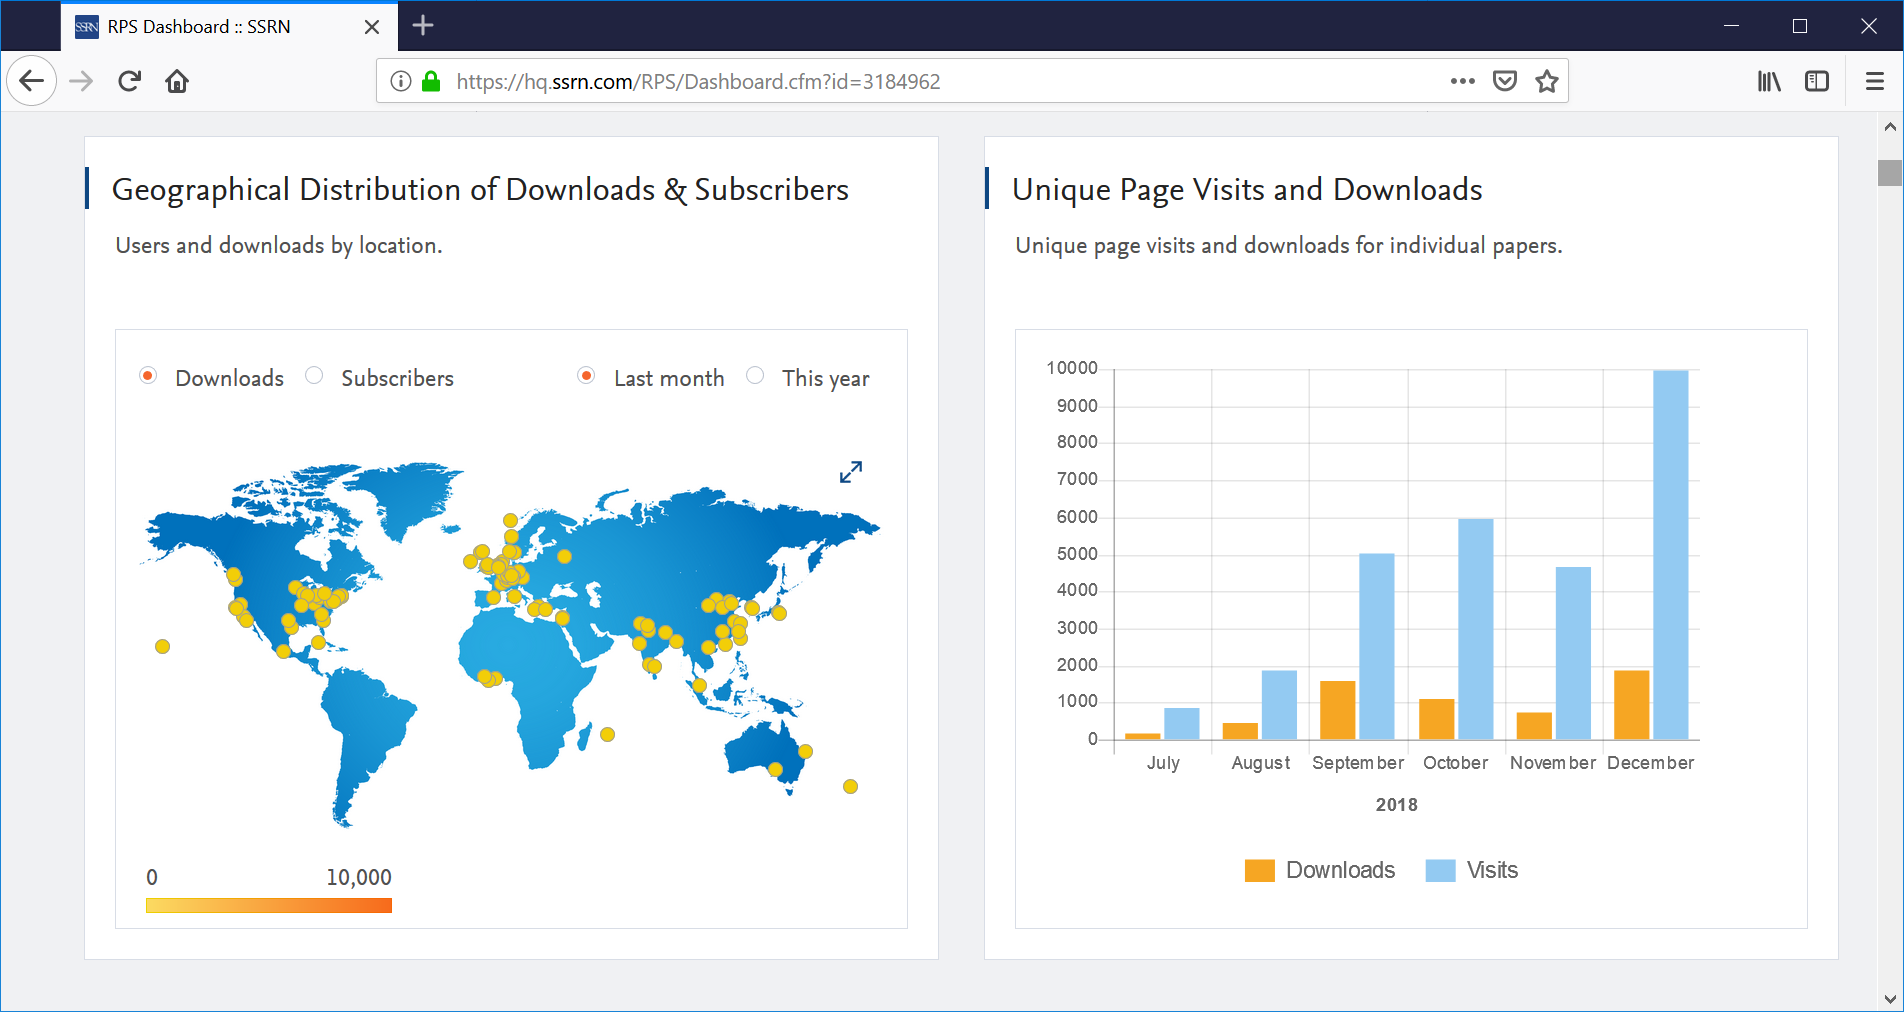 SSRN RPS Dashboard :: SSRN
https://hq.ssrn.com/RPS/Dashboard.cfm?id=3184962
Geographical Distribution of Downloads & Subscribers
Users and downloads by location.
Downloads Subscribers Last month This year
0 10,000
Unique Page Visits and Downloads
Unique page visits and downloads for individual papers.
10000
9000
8000
7000
6000
5000
4000
3000
2000
1000
0
July August September October November December
2018
Downloads Visits